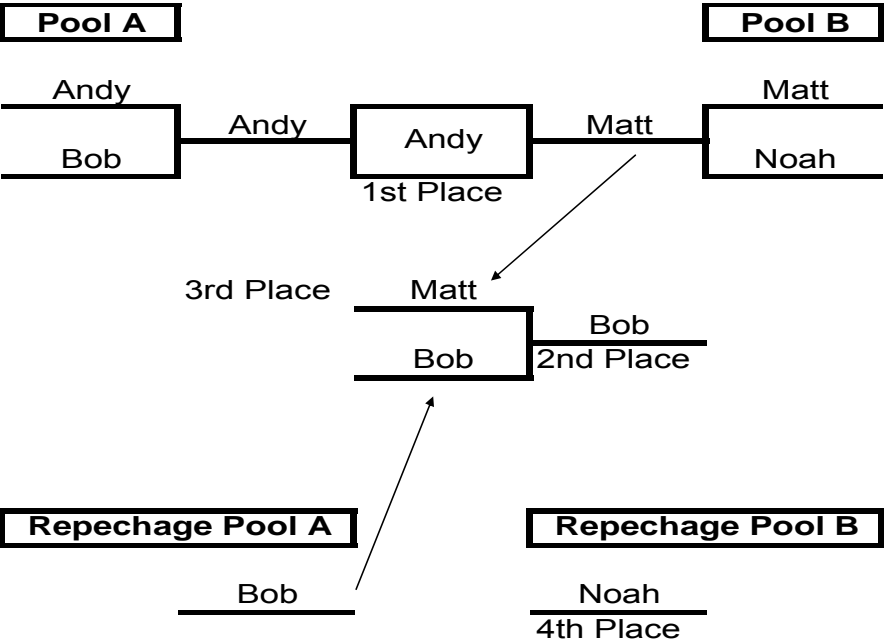 Pool A
Pool B
Andy
Matt
Andy
Andy
Matt
Bob
Noah
1st Place
3rd Place
Matt
Bob
Bob
2nd Place
Repechage Pool A
Repechage Pool B
Bob
Noah
4th Place